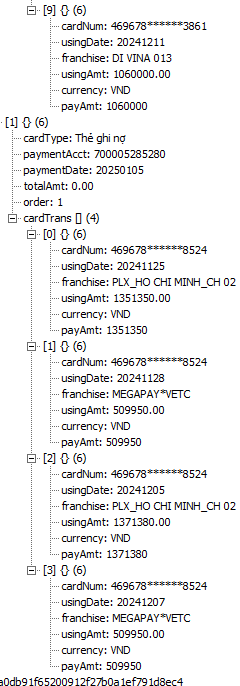 [9] {} (6)
cardNum: 469678******3861
usingDate: 20241211
franchise: DI VINA 013
usingAmt: 1060000.00
currency: VND
payAmt: 1060000
[1] {} (6)
cardType: Thẻ ghi nợ
paymentAcct: 700005285280
paymentDate: 20250105
totalAmt: 0.00
order: 1
cardTrans [] (4)
[0] {} (6)
cardNum: 469678******8524
usingDate: 20241125
franchise: PLX_HO CHI MINH_CH 02
usingAmt: 1351350.00
currency: VND
payAmt: 1351350
[1] {} (6)
cardNum: 469678******8524
usingDate: 20241128
franchise: MEGAPAY*VETC
usingAmt: 509950.00
currency: VND
payAmt: 509950
[2] {} (6)
cardNum: 469678******8524
usingDate: 20241205
franchise: PLX_HO CHI MINH_CH 02
usingAmt: 1371380.00
currency: VND
payAmt: 1371380
[3] {} (6)
cardNum: 469678******8524
usingDate: 20241207
franchise: MEGAPAY*VETC
usingAmt: 509950.00
currency: VND
payAmt: 509950
a0db91f65200912f27b0a1ef791d8ec4